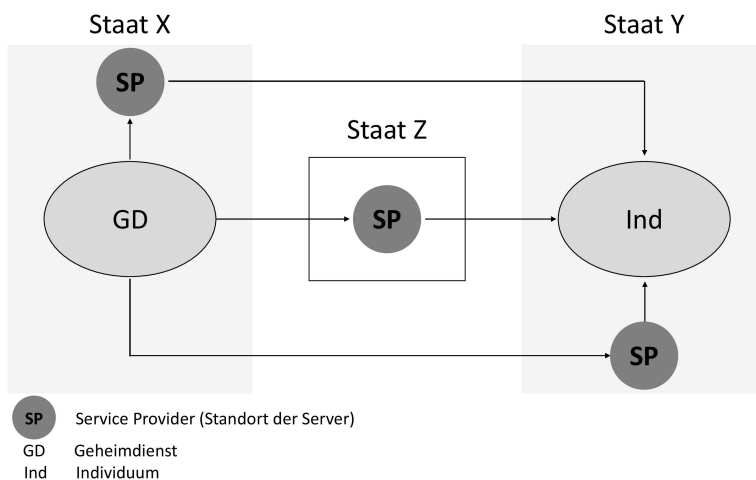 Staat X
Staat Y
SP
Staat Z
GD
SP
Ind
SP
SP Service Provider (Standort der Server)
GD Geheimdienst
Ind Individuum